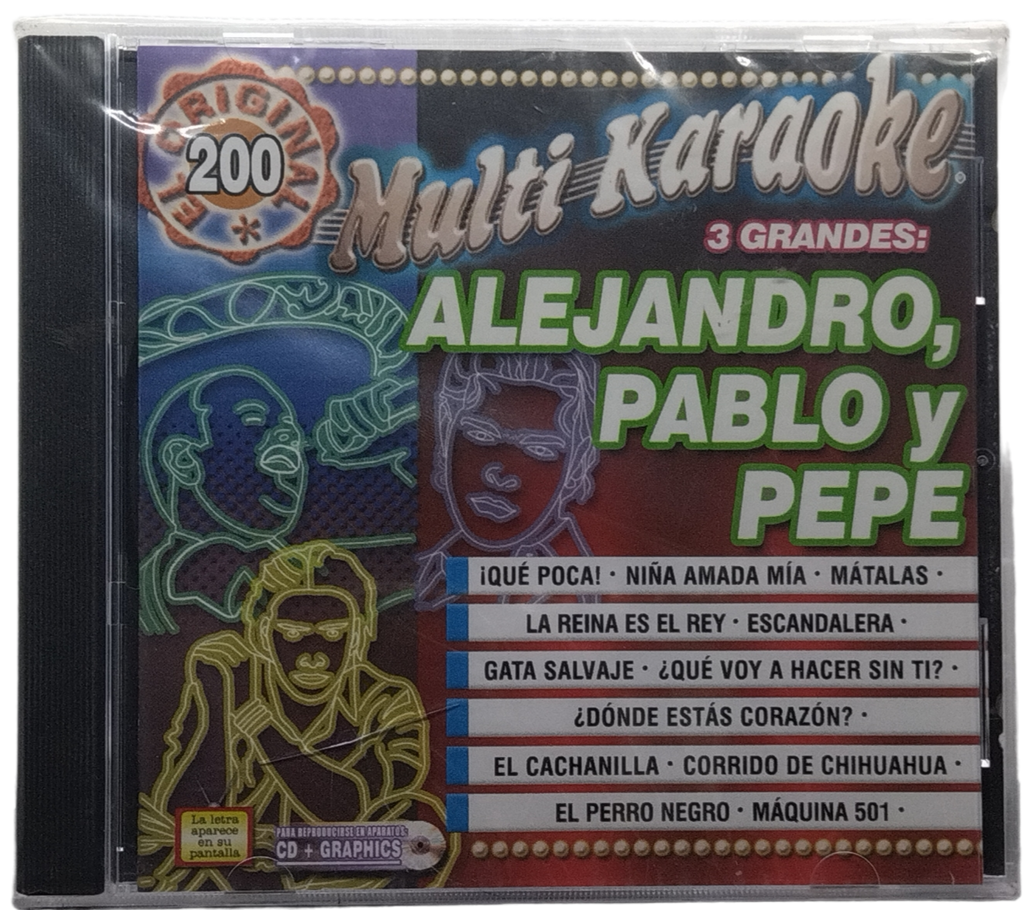 EL ORIGINAL
200
Multi Karaoke
3 GRANDES:
ALEJANDRO,
PABLO y
PEPE
¡QUÉ POCA! · NIÑA AMADA MÍA · MÁTALAS ·
LA REINA ES EL REY · ESCANDALERA ·
GATA SALVAJE · ¿QUÉ VOY A HACER SIN TI? ·
¿DÓNDE ESTÁS CORAZÓN? ·
EL CACHANILLA · CORRIDO DE CHIHUAHUA ·
EL PERRO NEGRO · MÁQUINA 501 ·
La letra
aparece
en su
pantalla
PARA REPRODUCIRSE EN APARATOS:
CD + GRAPHICS